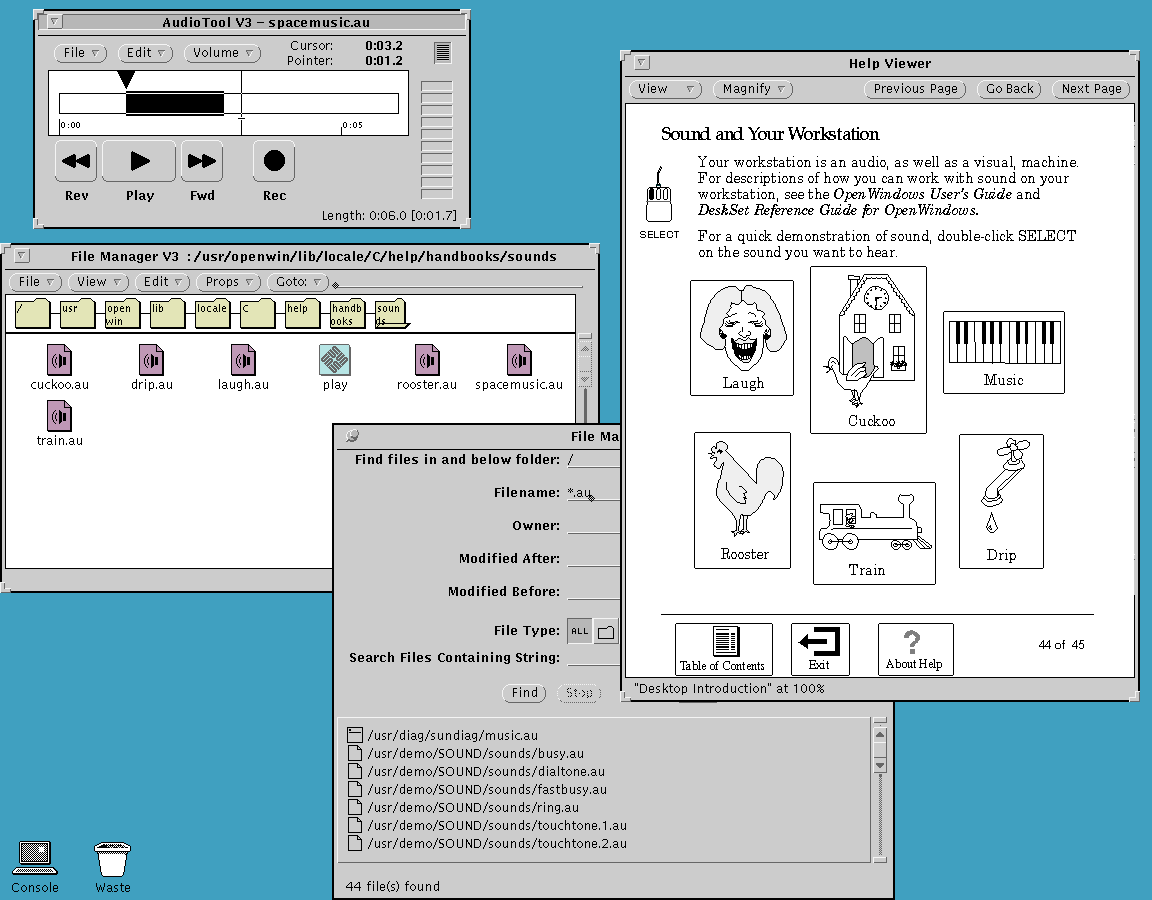 AudioTool V3 – spacemusic.au
File
Edit
Volume
Cursor: 0:03.2
Pointer: 0:01.2
0:00
0:05
Rev
Play
Fwd
Rec
Length: 0:06.0 [0:01.7]
File Manager V3 : /usr/openwin/lib/locale/C/help/handbooks/sounds
File
View
Edit
Props
Goto:
/
usr
open
win
lib
locale
C
help
handb
ooks
soun
ds
cuckoo.au
drip.au
laugh.au
play
rooster.au
spacemusic.au
train.au
File Ma
Find files in and below folder: /
Filename: *.au
Owner:
Modified After:
Modified Before:
File Type: ALL
Search Files Containing String:
Find
Stop
/usr/diag/sundiag/music.au
/usr/demo/SOUND/sounds/busy.au
/usr/demo/SOUND/sounds/dialtone.au
/usr/demo/SOUND/sounds/fastbusy.au
/usr/demo/SOUND/sounds/ring.au
/usr/demo/SOUND/sounds/touchtone.1.au
/usr/demo/SOUND/sounds/touchtone.2.au
44 file(s) found
Help Viewer
View
Magnify
Previous Page
Go Back
Next Page
Sound and Your Workstation
Your workstation is an audio, as well as a visual, machine.
For descriptions of how you can work with sound on your
workstation, see the OpenWindows User's Guide and
DeskSet Reference Guide for OpenWindows.
SELECT
For a quick demonstration of sound, double-click SELECT
on the sound you want to hear.
Laugh
Cuckoo
Music
Rooster
Train
Drip
Table of Contents
Exit
?
About Help
44 of 45
"Desktop Introduction" at 100%
Console
Waste